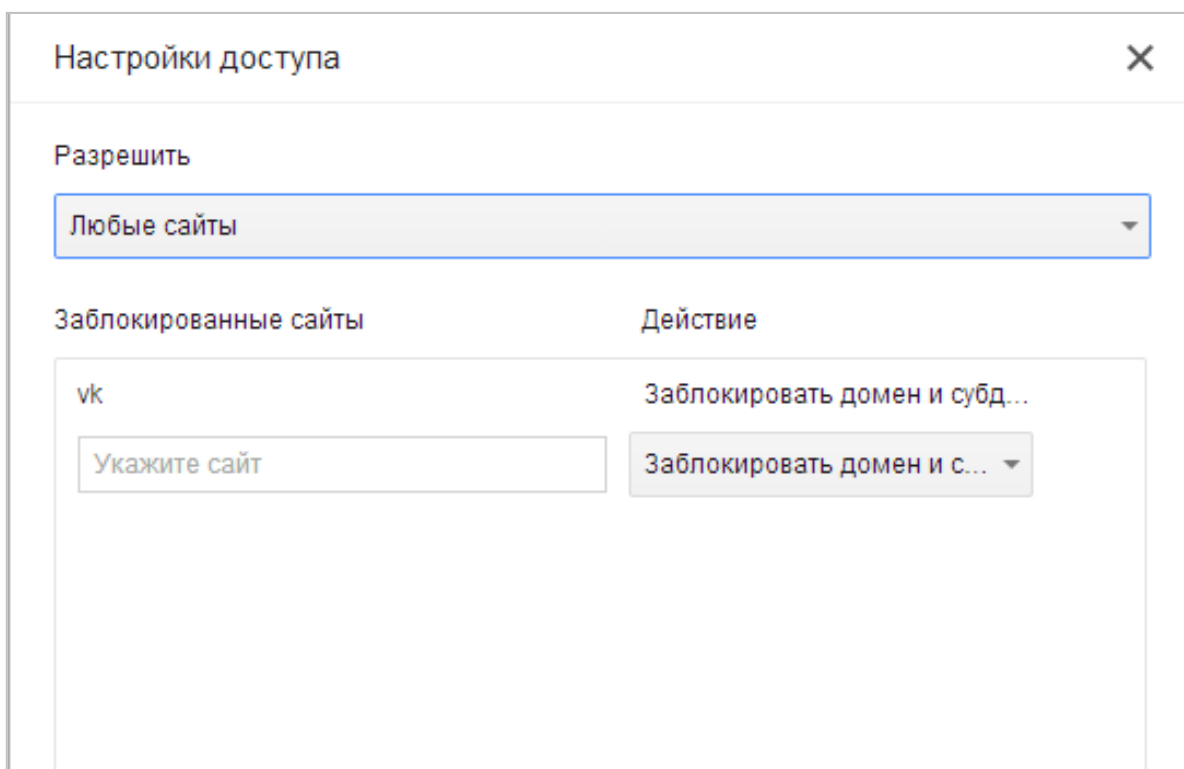 Настройки доступа
Разрешить
Любые сайты
Заблокированные сайты Действие
vk Заблокировать домен и субд...
Укажите сайт Заблокировать домен и с...